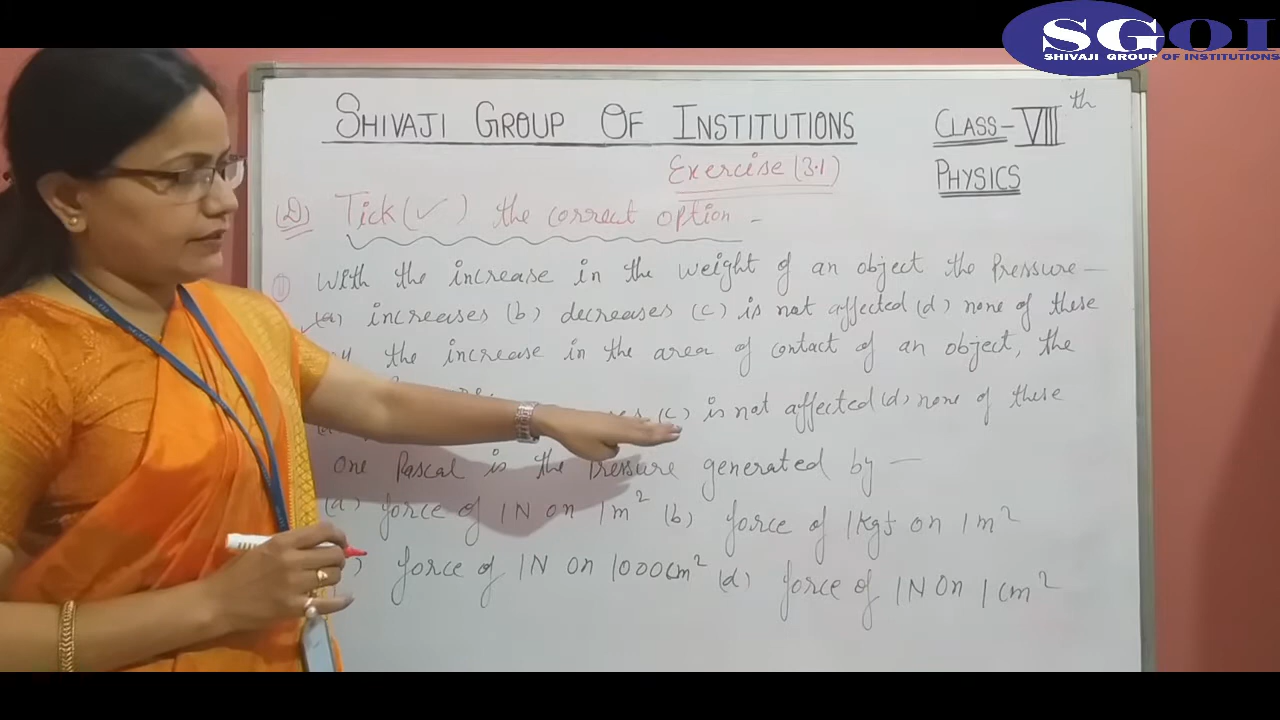 SGOI
SHIVAJI GROUP OF INSTITUTIONS
SHIVAJI GROUP OF INSTITUTIONS
CLASS-VIII th
PHYSICS
Exercise (3.1)
(D) Tick (✓) the correct option -
(1) With the increase in the weight of an object the Pressure —
(a) increases (b) decreases (c) is not affected (d) none of these
the increase in the area of contact of an object, the
(c) is not affected (d) none of these
One Pascal is the Pressure generated by —
(a) force of 1N on 1m² (b) force of 1Kgf on 1m²
force of 1N on 1000cm² (d) force of 1N On 1cm²